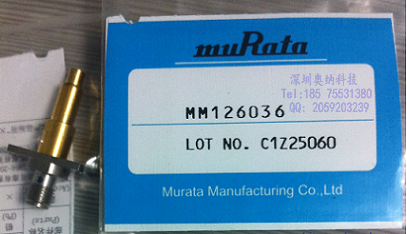 muRata
深圳奥纳科技
Tel:185 75531380
QQ: 2059203239
MM126036
LOT NO. C1Z25060
Murata Manufacturing Co.,Ltd